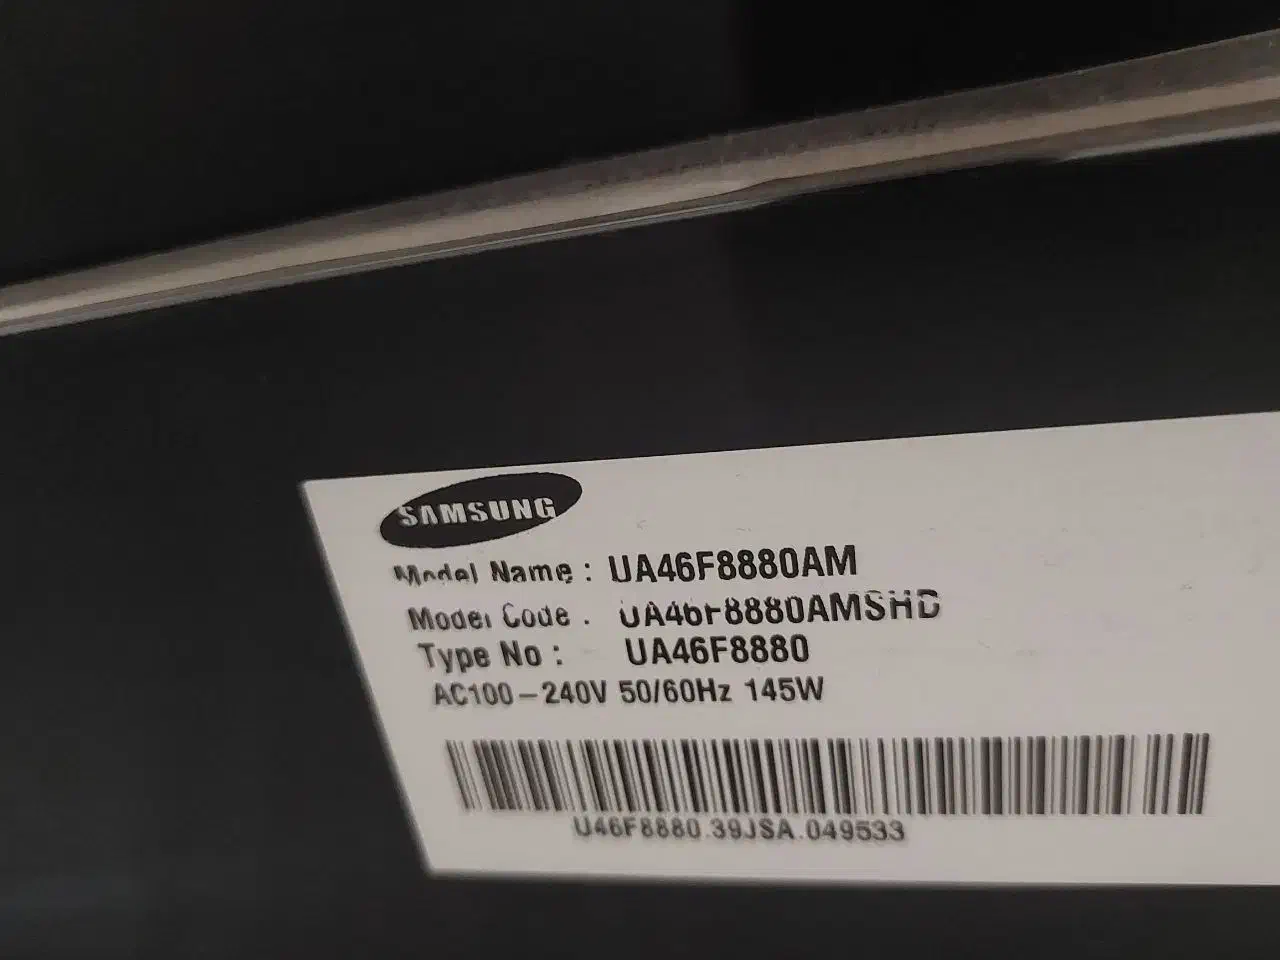 SAMSUNG
Model Name : UA46F8880AM
Model Code : UA46F8880AMSHD
Type No : UA46F8880
AC100-240V 50/60Hz 145W
U46F8880.39JSA.049533